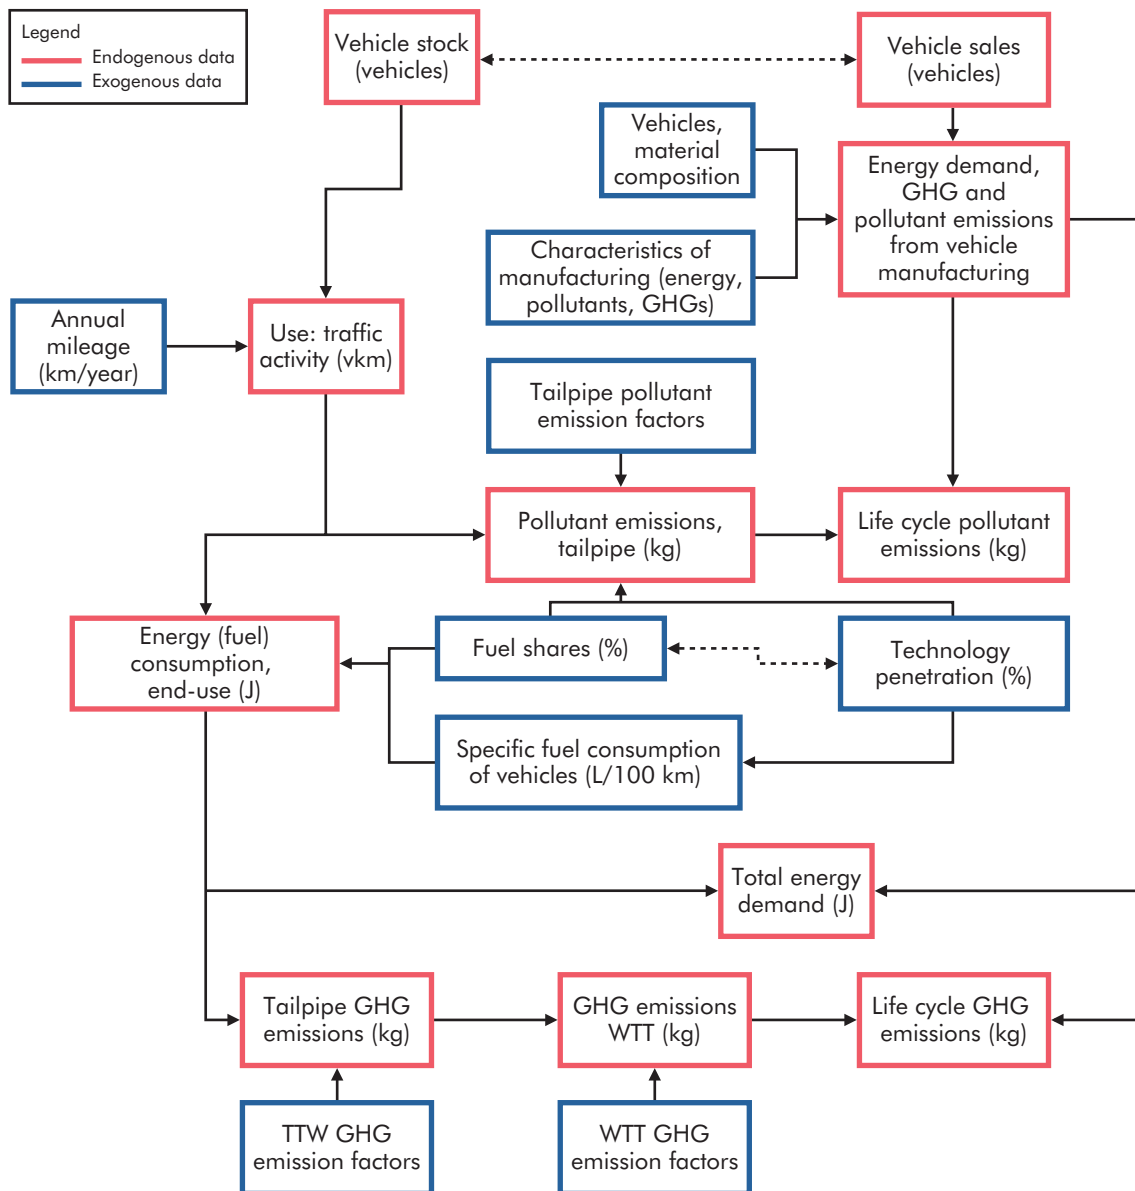 Legend
Endogenous data
Exogenous data
Vehicle stock
(vehicles)
Vehicle sales
(vehicles)
Vehicles,
material
composition
Energy demand,
GHG and
pollutant emissions
from vehicle
manufacturing
Characteristics of
manufacturing (energy,
pollutants, GHGs)
Annual
mileage
(km/year)
Use: traffic
activity (vkm)
Tailpipe pollutant
emission factors
Pollutant emissions,
tailpipe (kg)
Life cycle pollutant
emissions (kg)
Energy (fuel)
consumption,
end-use (J)
Fuel shares (%)
Technology
penetration (%)
Specific fuel consumption
of vehicles (L/100 km)
Total energy
demand (J)
Tailpipe GHG
emissions (kg)
GHG emissions
WTT (kg)
Life cycle GHG
emissions (kg)
TTW GHG
emission factors
WTT GHG
emission factors